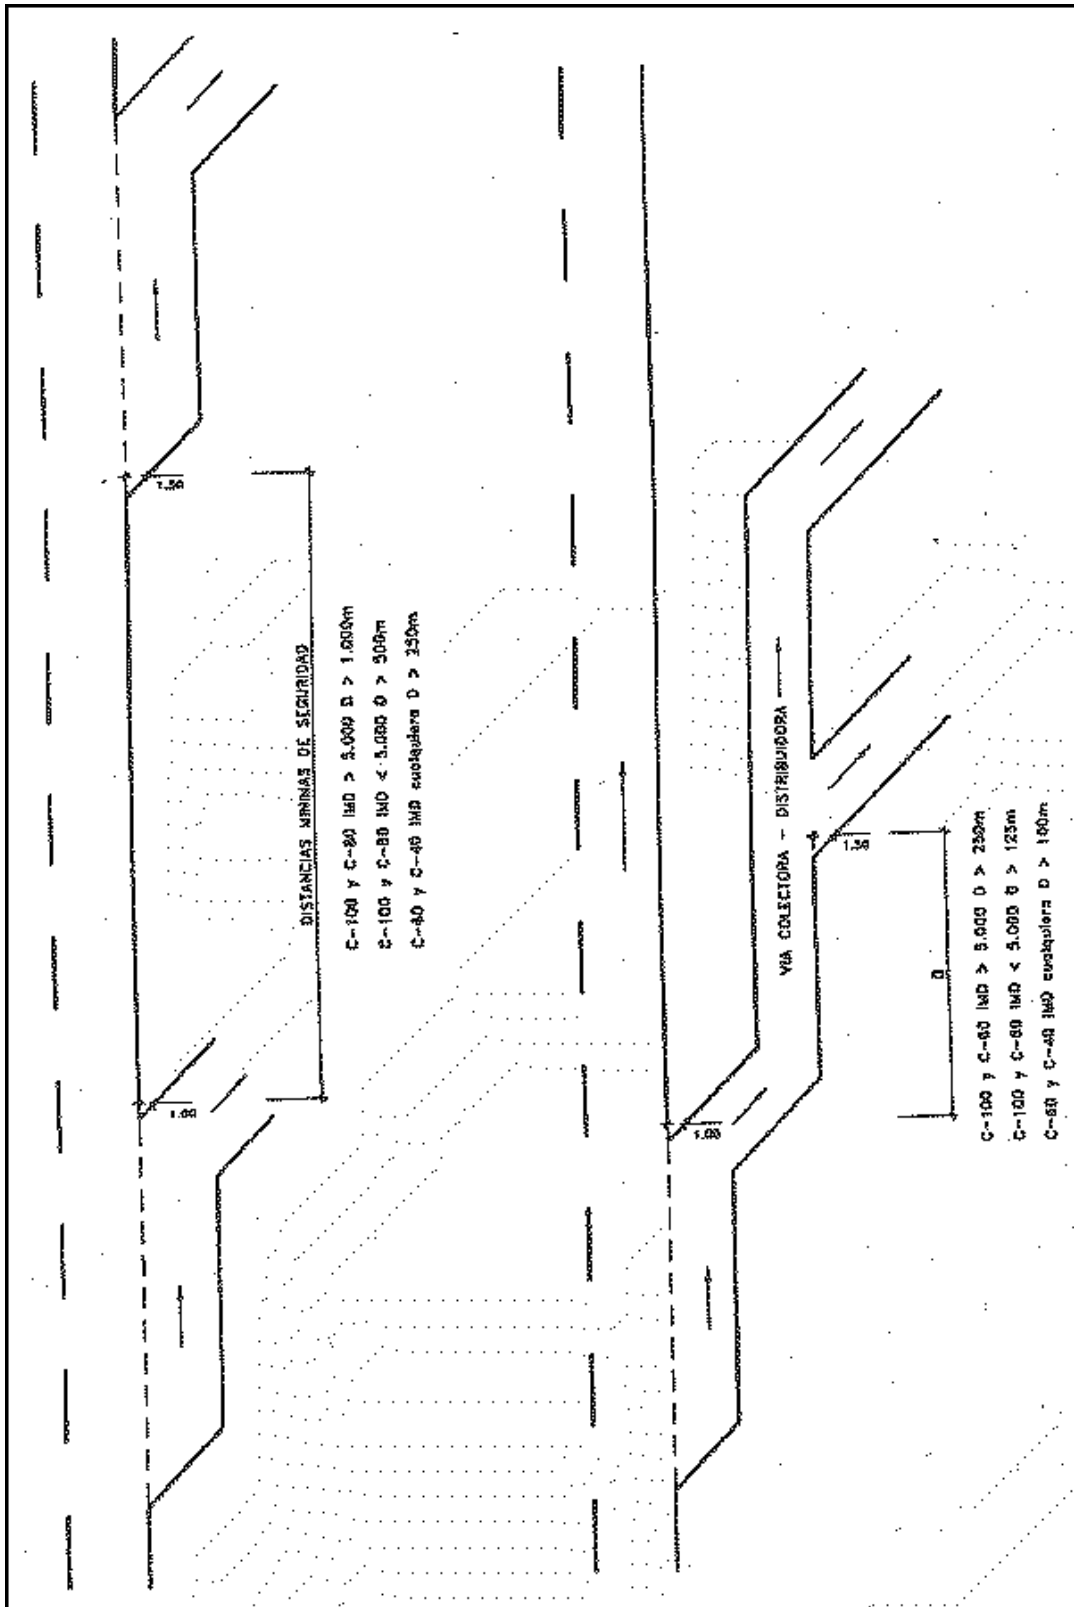 1.50
DISTANCIAS MINIMAS DE SEGURIDAD
C-100 y C-80 IMD > 5.000 D > 1.000m
C-100 y C-80 IMD < 5.000 D > 500m
C-60 y C-40 IMD cualquiera D > 250m
1.00
VIA COLECTORA - DISTRIBUIDORA
1.50
1.00
D
C-100 y C-80 IMD > 5.000 D > 250m
C-100 y C-80 IMD < 5.000 D > 125m
C-60 y C-40 IMD cualquiera D > 100m